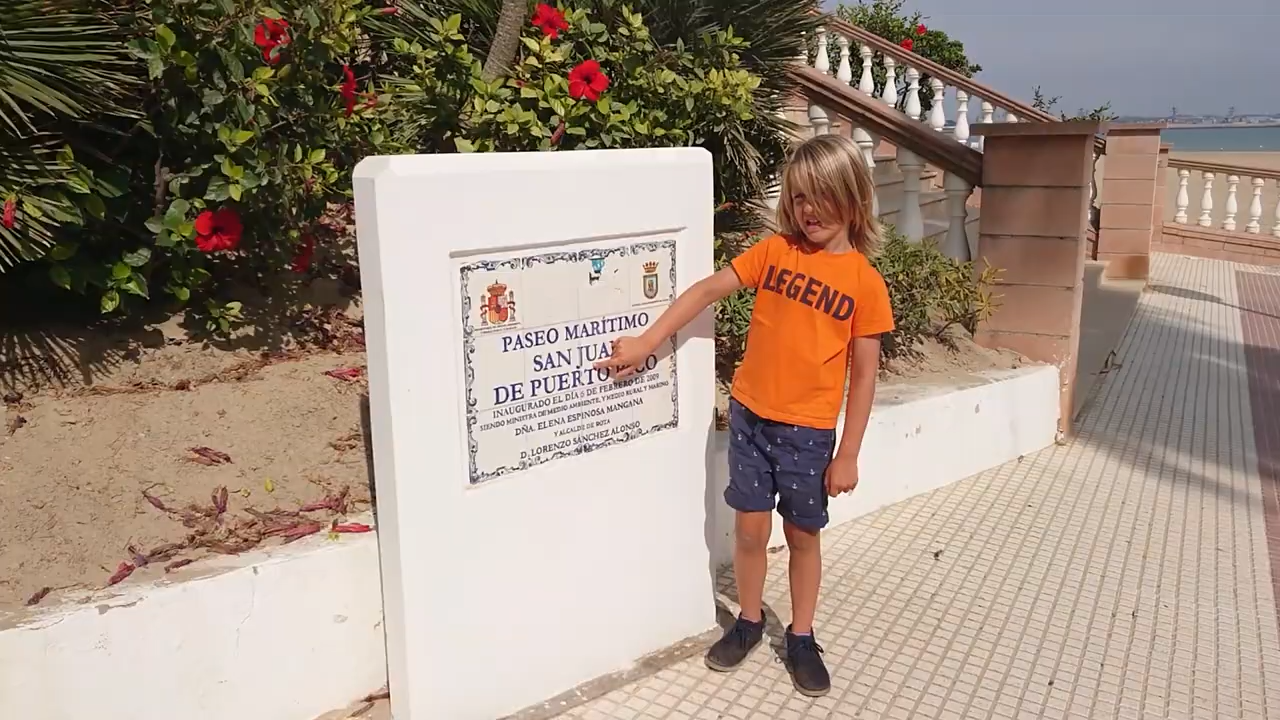 PASEO MARÍTIMO
SAN JUAN
DE PUERTO RICO
INAUGURADO EL DÍA 6 DE FEBRERO DE 2009
SIENDO MINISTRA DE MEDIO AMBIENTE, Y MEDIO RURAL Y MARINO
DÑA. ELENA ESPINOSA MANGANA
Y ALCALDE DE ROTA
D. LORENZO SÁNCHEZ ALONSO
LEGEND